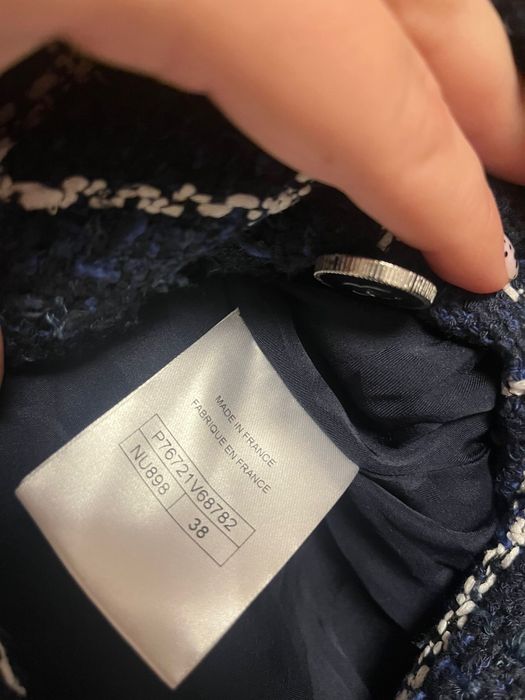 MADE IN FRANCE
FABRIQUE EN FRANCE
P76721V68782
NU898 38